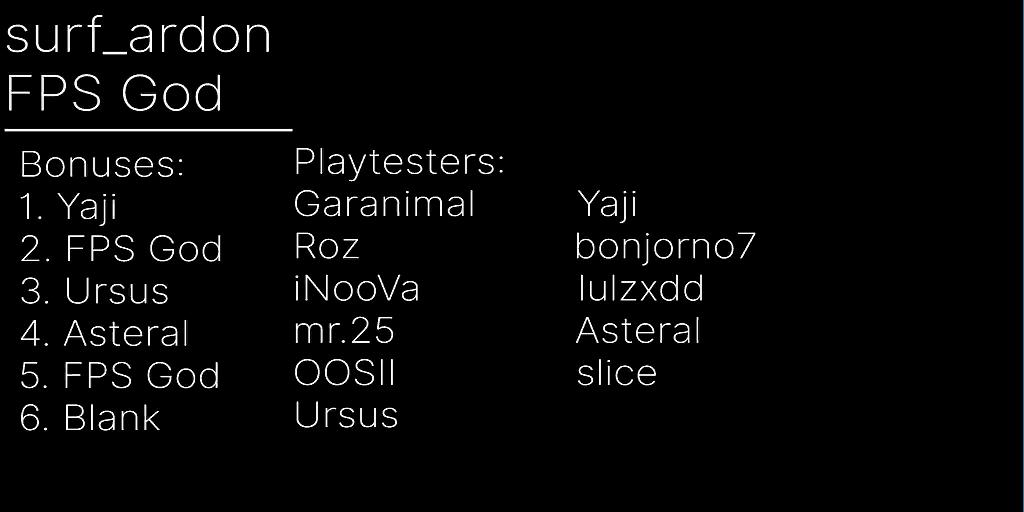 surf_ardon
FPS God
Bonuses:
1. Yaji
2. FPS God
3. Ursus
4. Asteral
5. FPS God
6. Blank
Playtesters:
Garanimal
Roz
iNooVa
mr.25
OOSII
Ursus
Yaji
bonjorno7
lulzxdd
Asteral
slice